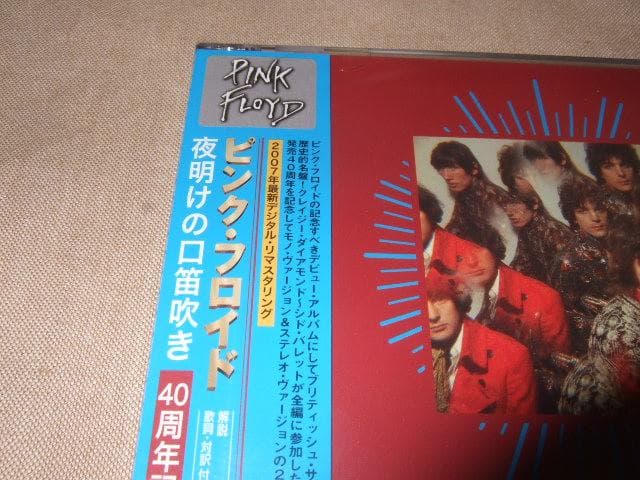 PINK
FLOYD
ピンク・フロイドの記念すべきデビュー・アルバムにしてブリティッシュ・サ
歴史的名盤!クレイジー・ダイアモンド〜シド・バレットが全編に参加した
発売40周年を記念してモノ・ヴァージョン&ステレオ・ヴァージョンの2
2007年最新デジタル・リマスタリング
ピンク・フロイド
夜明けの口笛吹き
解説
歌詞・対訳付
40周年